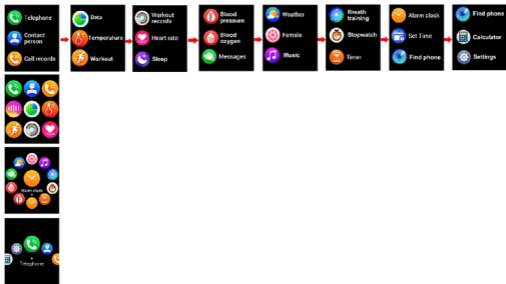 Telephone
Contact
person
Call records
Data
Temperature
Workout
Workout
records
Heart rate
Sleep
Blood
pressure
Blood
oxygen
Messages
Weather
Female
Music
Breath
training
Stopwatch
Timer
Alarm clock
Set Time
Find phone
Find phone
Calculator
Settings
Alarm clock
Telephone